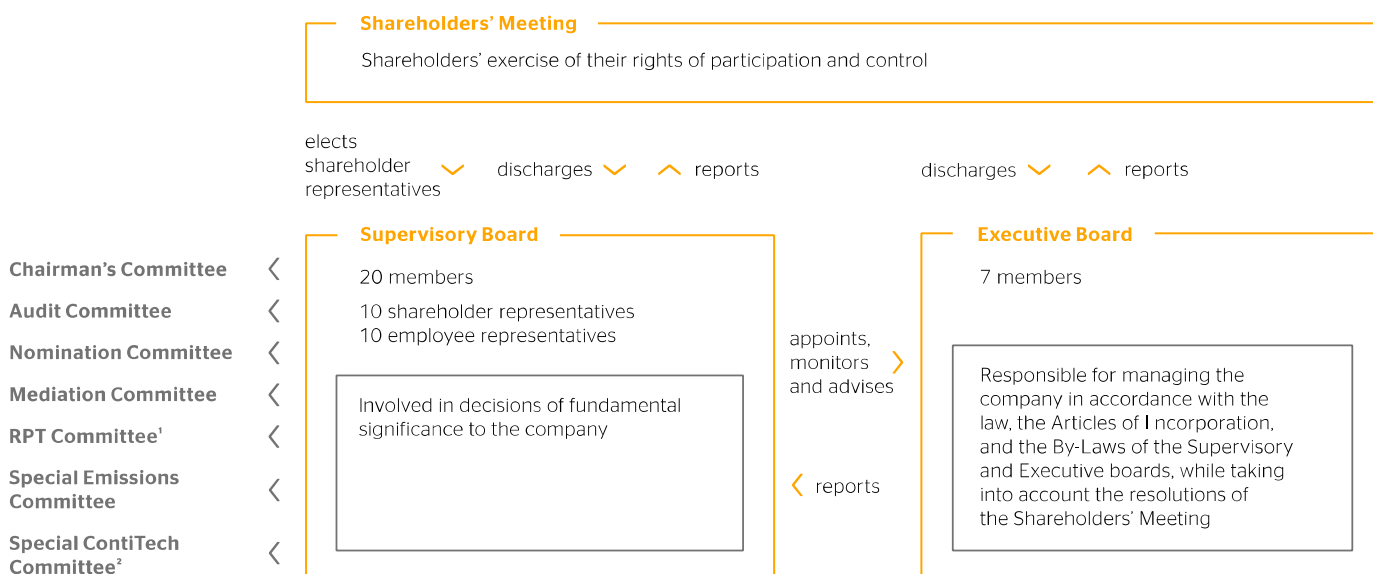 Shareholders’ Meeting
Shareholders’ exercise of their rights of participation and control
elects
shareholder
representatives
discharges
reports
discharges
reports
Chairman’s Committee
Audit Committee
Nomination Committee
Mediation Committee
RPT Committee¹
Special Emissions
Committee
Special ContiTech
Committee²
Supervisory Board
20 members
10 shareholder representatives
10 employee representatives
Involved in decisions of fundamental
significance to the company
appoints,
monitors
and advises
reports
Executive Board
7 members
Responsible for managing the
company in accordance with the
law, the Articles of I ncorporation,
and the By-Laws of the Supervisory
and Executive boards, while taking
into account the resolutions of
the Shareholders’ Meeting